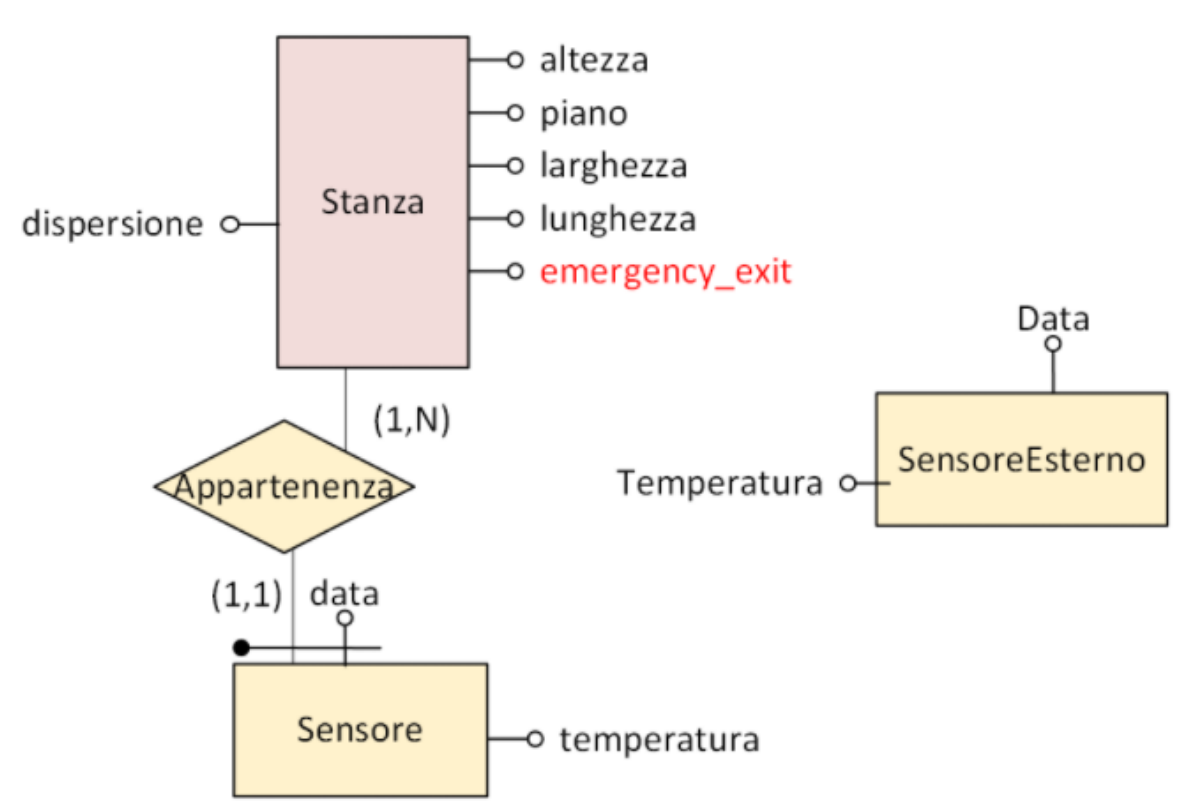 altezza
piano
larghezza
Stanza
lunghezza
dispersione
emergency_exit
Data
(1,N)
SensoreEsterno
Temperatura
Appartenenza
(1,1)
data
Sensore
temperatura